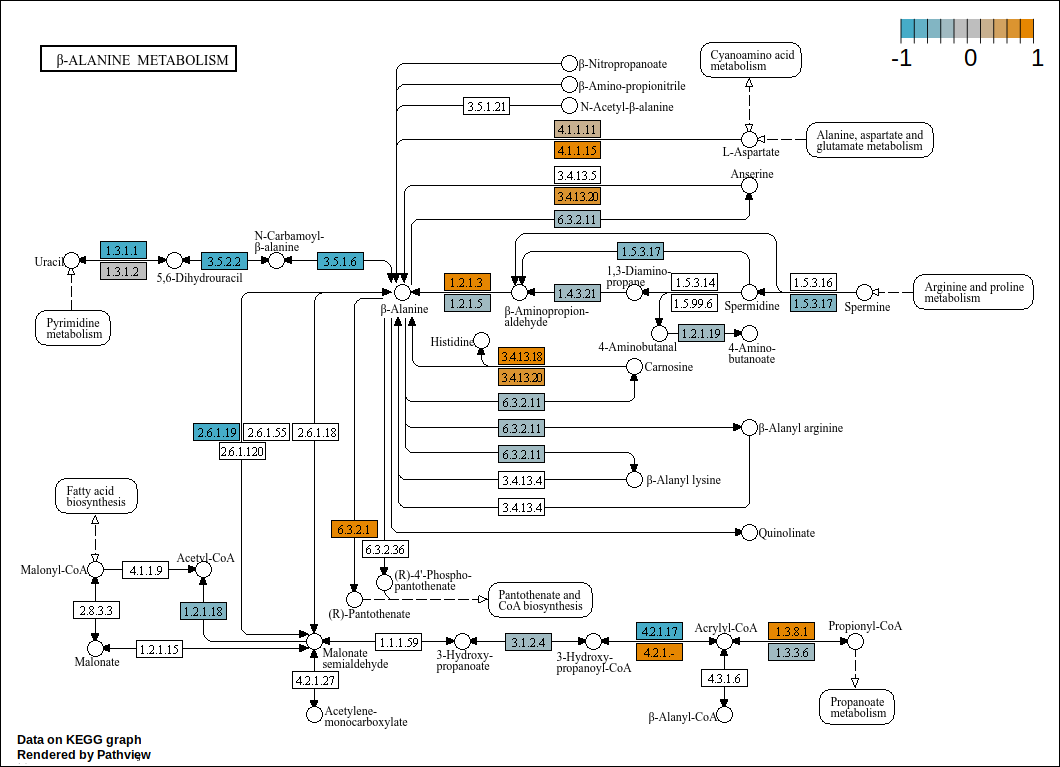 β-ALANINE METABOLISM
-1
0
1
β-Nitropropanoate
β-Amino-propionitrile
3.5.1.21
N-Acetyl-β-alanine
Cyanoamino acid
metabolism
4.1.1.11
4.1.1.15
L-Aspartate
Alanine, aspartate and
glutamate metabolism
3.4.13.5
3.4.13.20
Anserine
6.3.2.11
Uracil
1.3.1.1
1.3.1.2
5,6-Dihydrouracil
3.5.2.2
N-Carbamoyl-
β-alanine
3.5.1.6
Pyrimidine
metabolism
β-Alanine
1.2.1.3
1.2.1.5
β-Aminopropion-
aldehyde
1.4.3.21
1.5.3.17
1,3-Diamino-
propane
1.5.3.14
1.5.99.6
Spermidine
1.5.3.16
1.5.3.17
Spermine
Arginine and proline
metabolism
4-Aminobutanal
1.2.1.19
4-Amino-
butanoate
Histidine
3.4.13.18
3.4.13.20
Carnosine
6.3.2.11
6.3.2.11
β-Alanyl arginine
6.3.2.11
3.4.13.4
β-Alanyl lysine
3.4.13.4
2.6.1.19
2.6.1.55
2.6.1.18
2.6.1.120
Quinolinate
6.3.2.1
6.3.2.36
(R)-4'-Phospho-
pantothenate
(R)-Pantothenate
Pantothenate and
CoA biosynthesis
Fatty acid
biosynthesis
Malonyl-CoA
4.1.1.9
Acetyl-CoA
2.8.3.3
1.2.1.18
Malonate
1.2.1.15
Malonate
semialdehyde
1.1.1.59
3-Hydroxy-
propanoate
3.1.2.4
3-Hydroxy-
propanoyl-CoA
4.2.1.17
4.2.1.-
Acrylyl-CoA
1.3.8.1
1.3.3.6
Propionyl-CoA
4.2.1.27
Acetylene-
monocarboxylate
4.3.1.6
β-Alanyl-CoA
Propanoate
metabolism
Data on KEGG graph
Rendered by Pathview